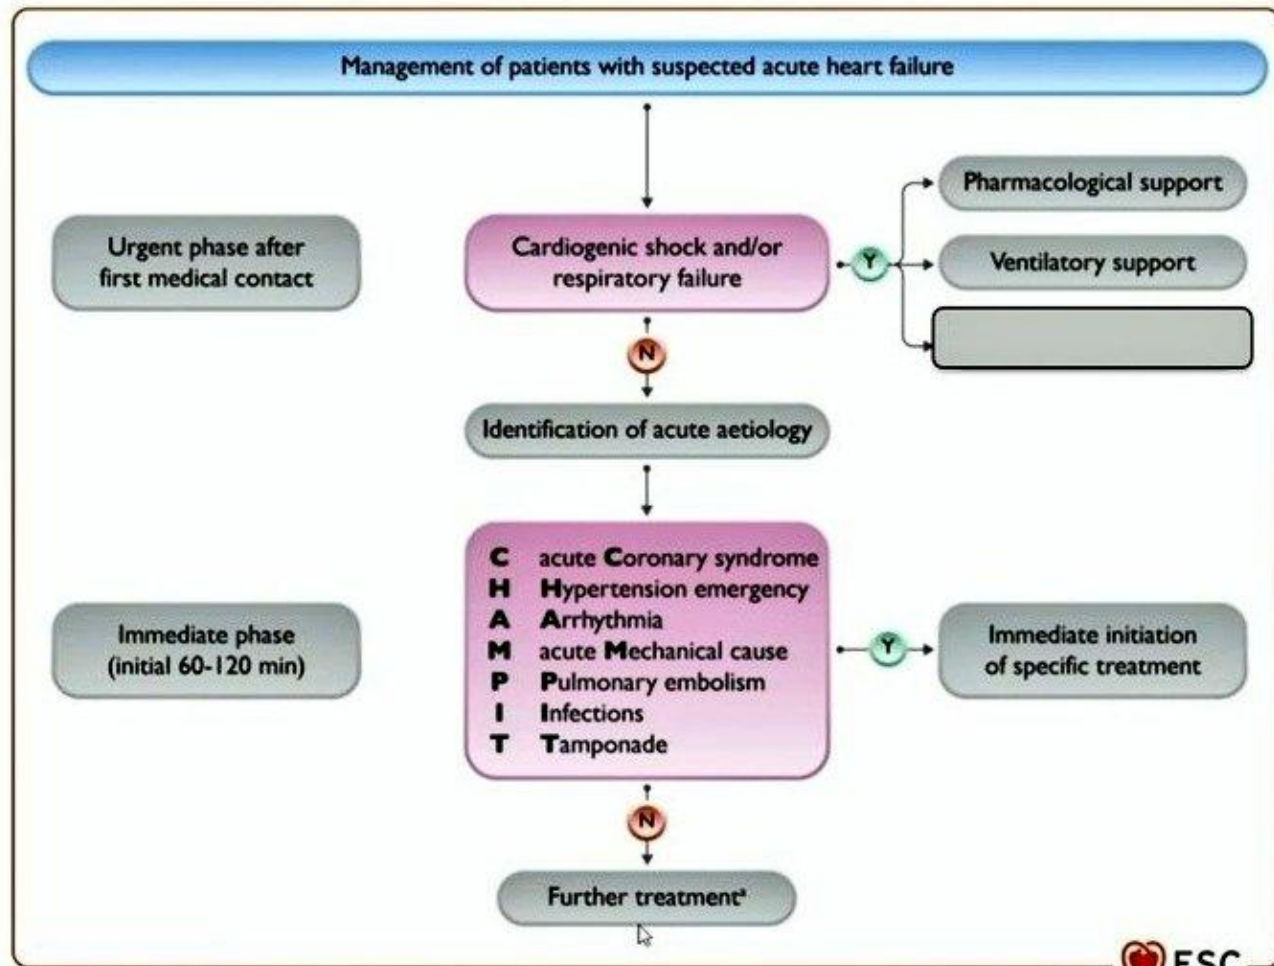 Management of patients with suspected acute heart failure
Urgent phase after
first medical contact
Cardiogenic shock and/or
respiratory failure
Y
Pharmacological support
Ventilatory support
N
Identification of acute aetiology
Immediate phase
(initial 60-120 min)
C acute Coronary syndrome
H Hypertension emergency
A Arrhythmia
M acute Mechanical cause
P Pulmonary embolism
I Infections
T Tamponade
Y
Immediate initiation
of specific treatment
N
Further treatmentᵃ
ESC